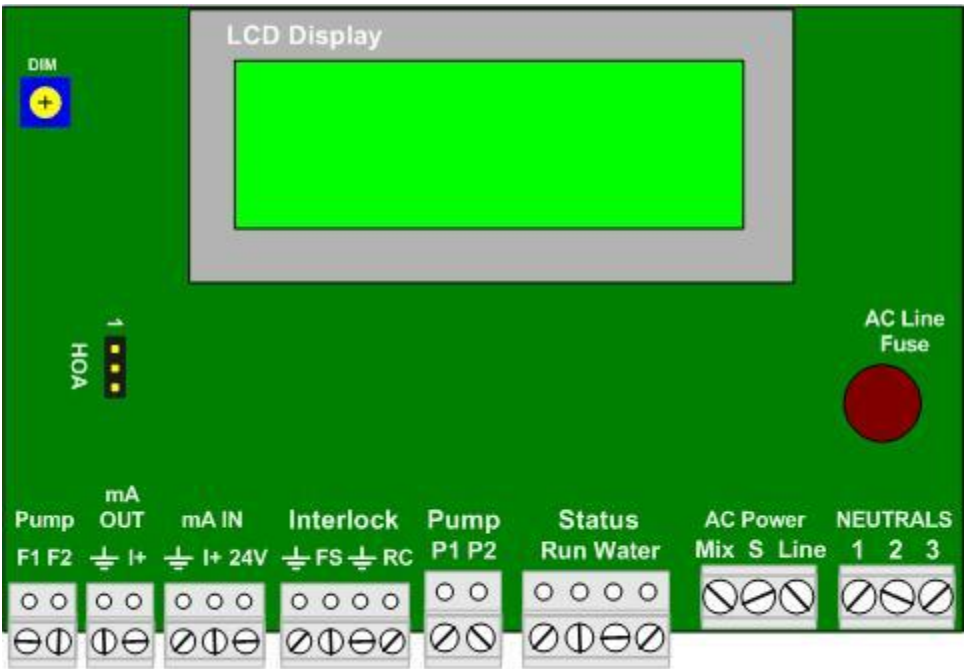 LCD Display
DIM
AC Line
Fuse
1
HOA
mA
Pump OUT mA IN Interlock Pump Status AC Power NEUTRALS
F1 F2 I+ I+ 24V FS RC P1 P2 Run Water Mix S Line 1 2 3